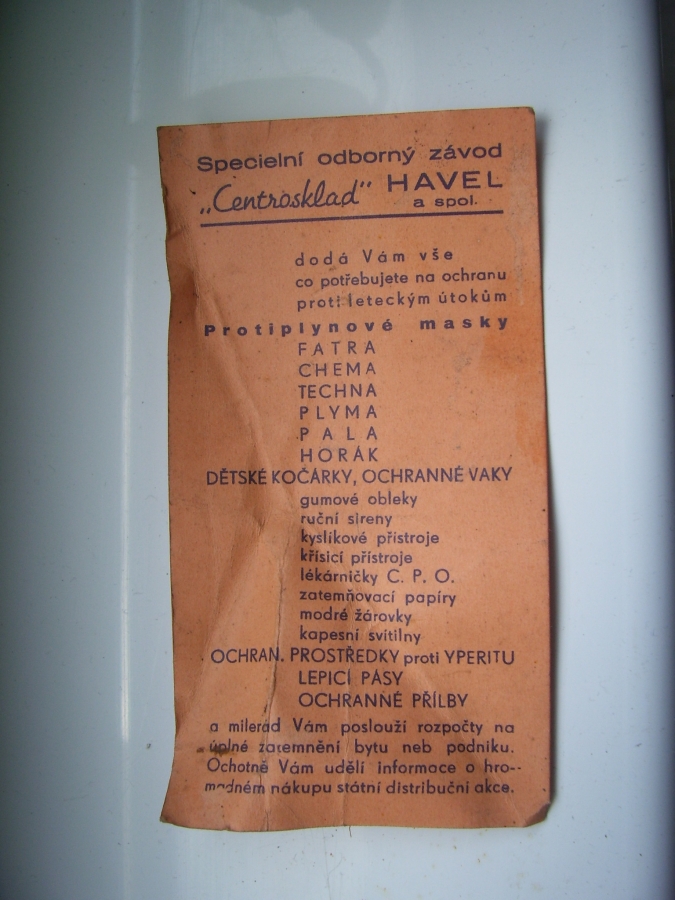 Specielní odborný závod
„Centrosklad" HAVEL
a spol.
dodá Vám vše
co potřebujete na ochranu
proti leteckým útokům
Protiplynové masky
FATRA
CHEMA
TECHNA
PLYMA
PALA
HORÁK
DĚTSKÉ KOČÁRKY, OCHRANNÉ VAKY
gumové obleky
ruční sireny
kyslíkové přistroje
křísicí přístroje
lékárničky C. P. O.
zatemňovací papíry
modré žárovky
kapesní svitilny
OCHRAN. PROSTŘEDKY proti YPERITU
LEPICÍ PÁSY
OCHRANNÉ PŘÍLBY
a milerád Vám poslouží rozpočty na
úplné zatemnění bytu neb podniku.
Ochotně Vám udělí informace o hro-
madném nákupu státní distribuční akce.